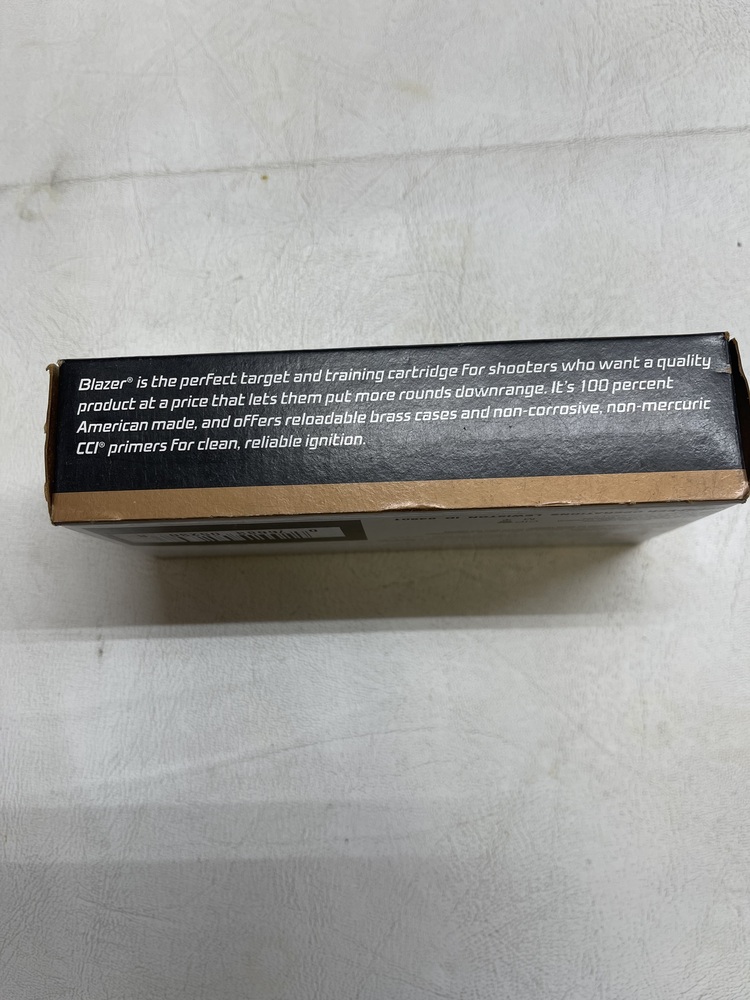 Blazer® is the perfect target and training cartridge for shooters who want a quality
product at a price that lets them put more rounds downrange. It's 100 percent
American made, and offers reloadable brass cases and non-corrosive, non-mercuric
CCI® primers for clean, reliable ignition.
LEWISTON, ID